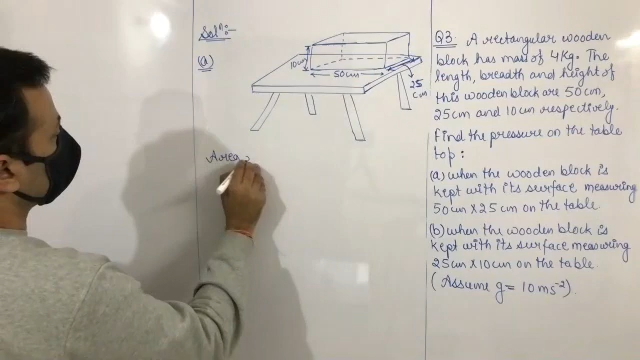 Solⁿ:-
(a)
10cm
50cm
25
cm
Area
Q3. A rectangular wooden
block has mass of 4Kg. The
length, breadth and height of
this wooden block are 50cm,
25cm and 10cm respectively.
Find the pressure on the table
top:
(a) when the wooden block is
kept with its surface measuring
50cm X 25 cm on the table.
(b) when the wooden block is
kept with its surface measuring
25cm X 10cm on the table.
(Assume g = 10 ms⁻²).